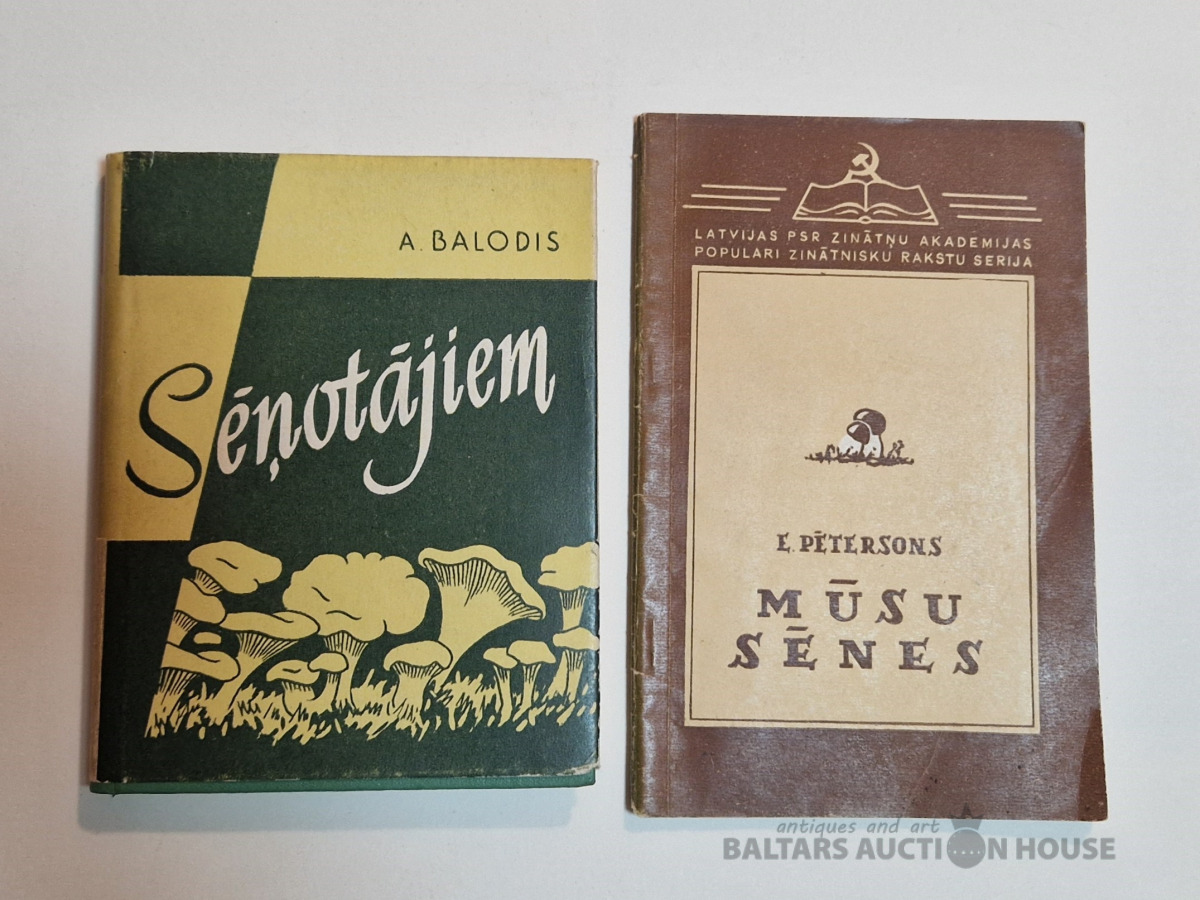 A. BALODIS
Sēņotājiem
LATVIJAS PSR ZINĀTŅU AKADEMIJAS
POPULARI ZINĀTNISKU RAKSTU SERIJA
E. PĒTERSONS
MŪSU
SĒNES
antiques and art
BALTARS AUCTION HOUSE